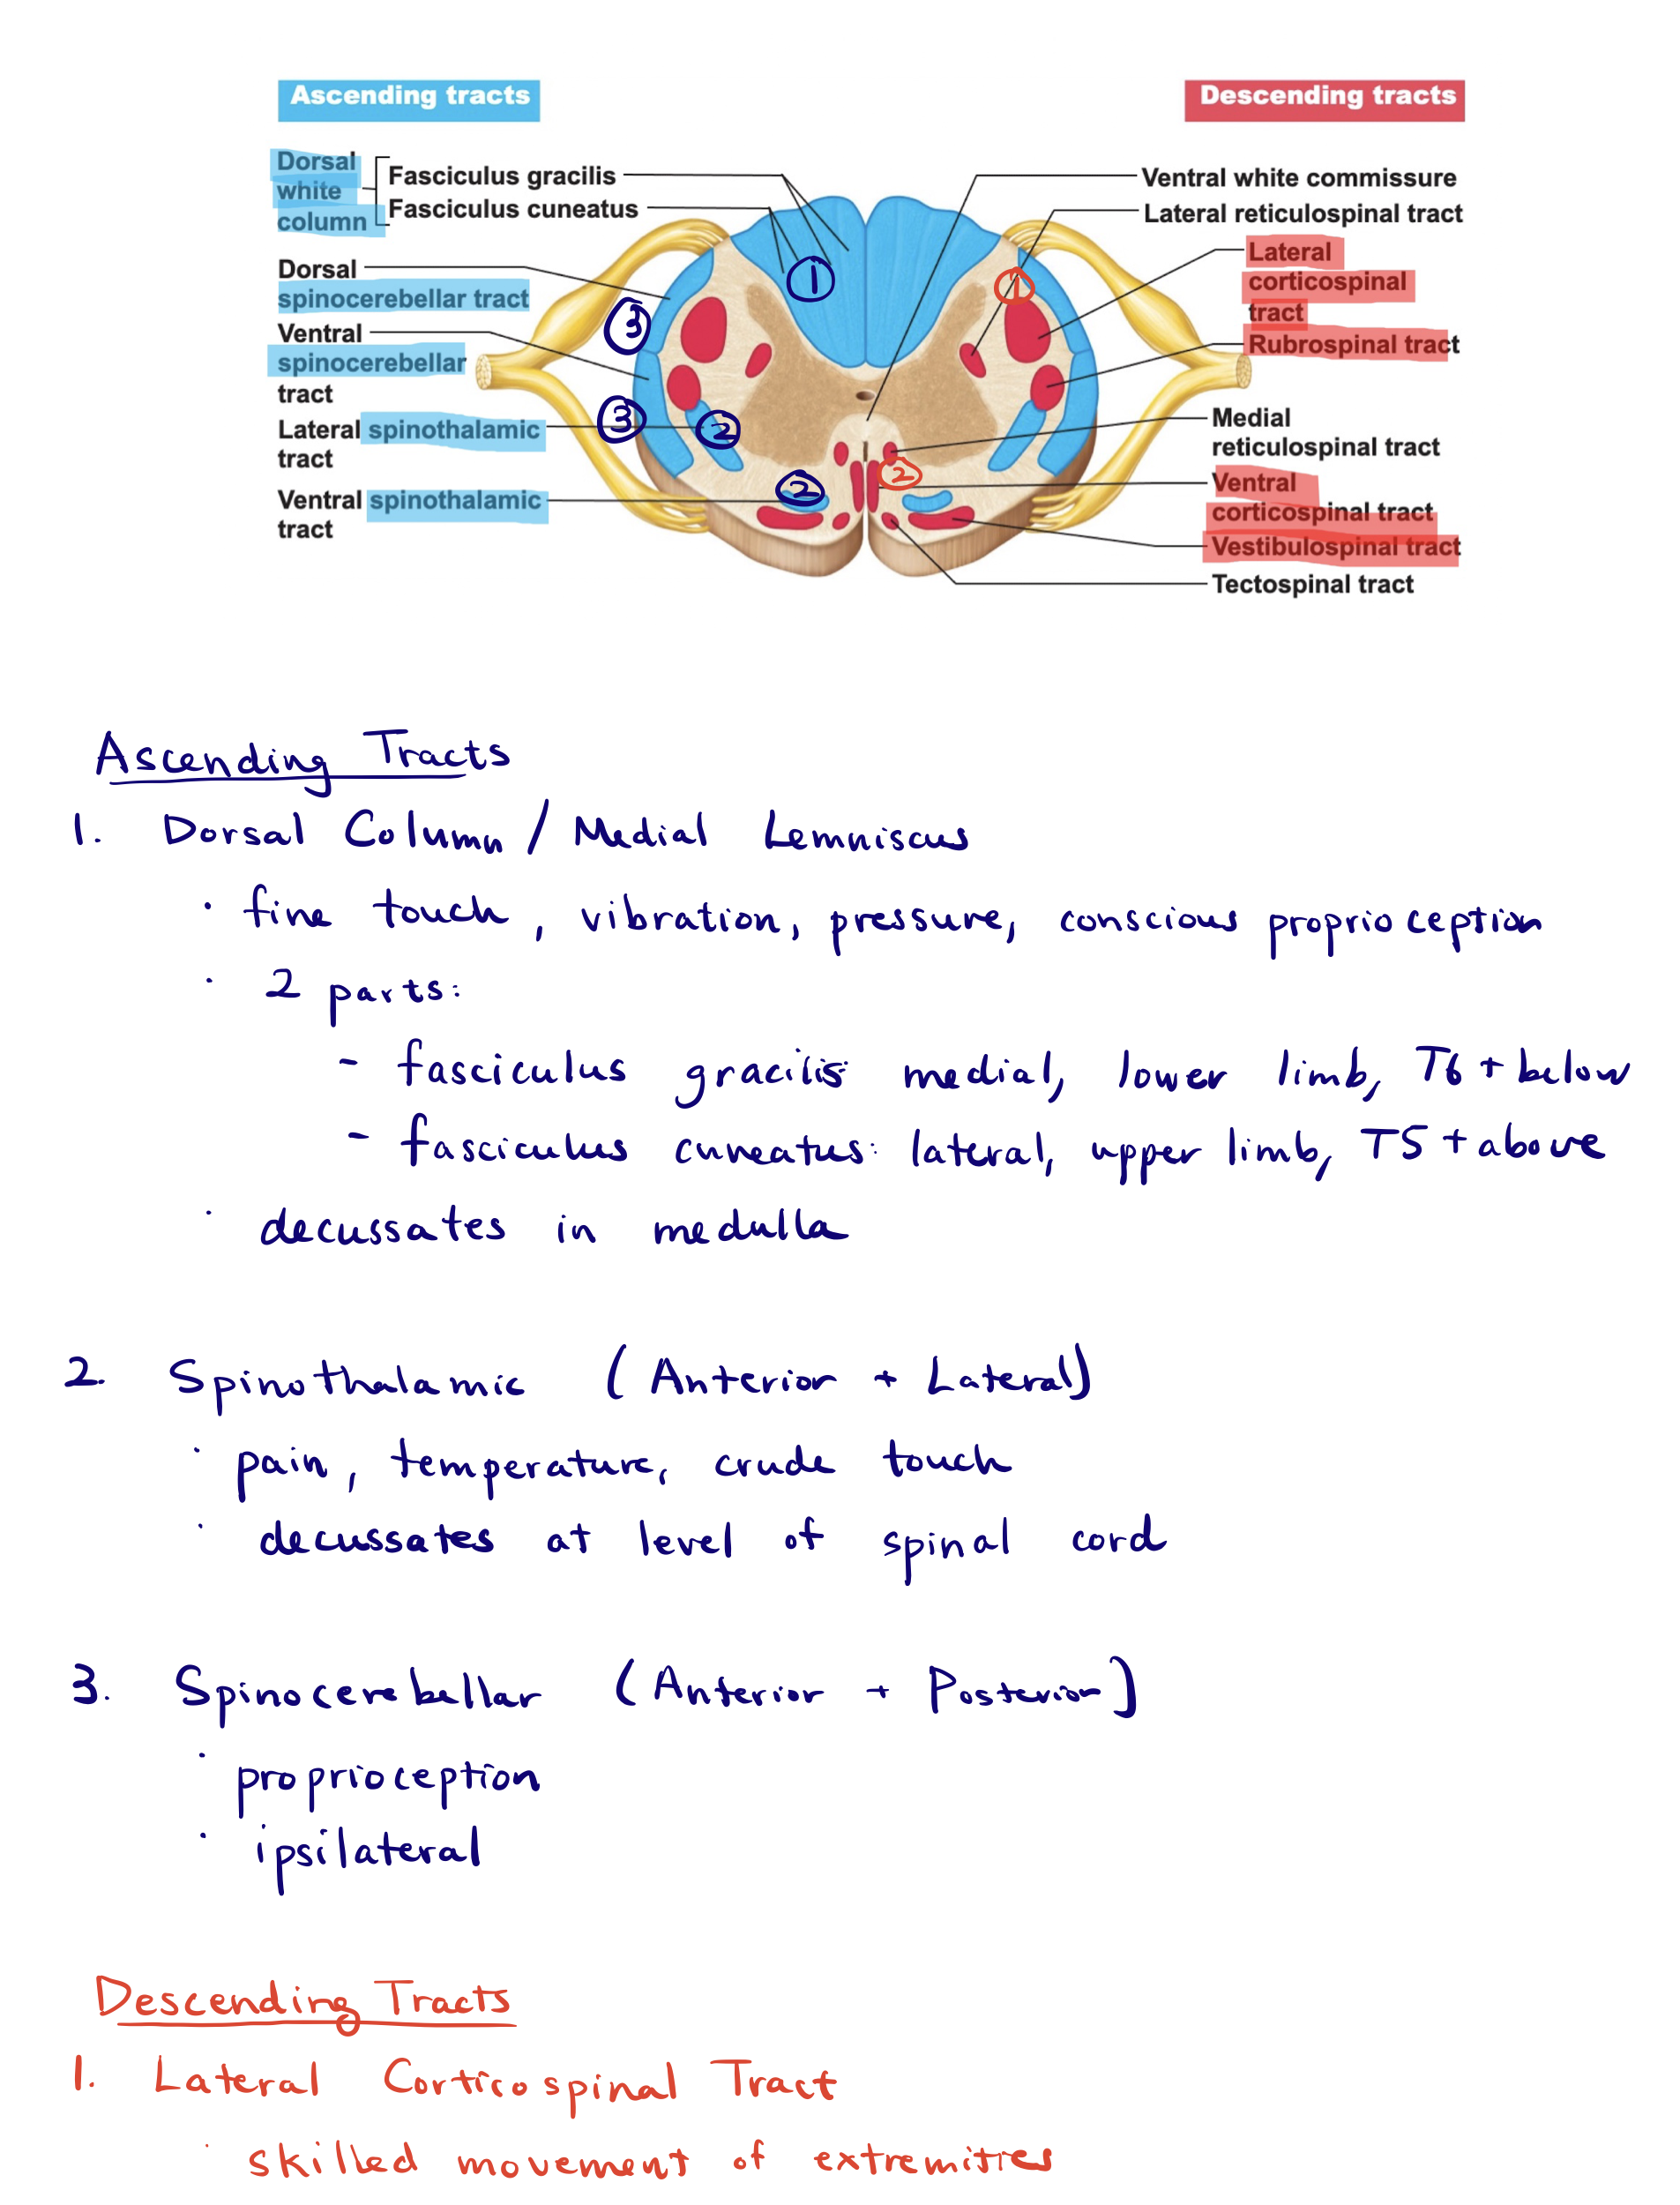 Ascending tracts
Descending tracts
Dorsal
white
column
Fasciculus gracilis
Fasciculus cuneatus
Dorsal
spinocerebellar tract
Ventral
spinocerebellar
tract
Lateral spinothalamic
tract
Ventral spinothalamic
tract
Ventral white commissure
Lateral reticulospinal tract
Lateral
corticospinal
tract
Rubrospinal tract
Medial
reticulospinal tract
Ventral
corticospinal tract
Vestibulospinal tract
Tectospinal tract
1
3
3
2
2
1
2
Ascending Tracts
1. Dorsal Column / Medial Lemniscus
· fine touch, vibration, pressure, conscious proprioception
· 2 parts:
- fasciculus gracilis: medial, lower limb, T6 + below
- fasciculus cuneatus: lateral, upper limb, T5 + above
· decussates in medulla
2. Spinothalamic (Anterior + Lateral)
· pain, temperature, crude touch
· decussates at level of spinal cord
3. Spinocerebellar (Anterior + Posterior)
· proprioception
· ipsilateral
Descending Tracts
1. Lateral Corticospinal Tract
· skilled movement of extremities